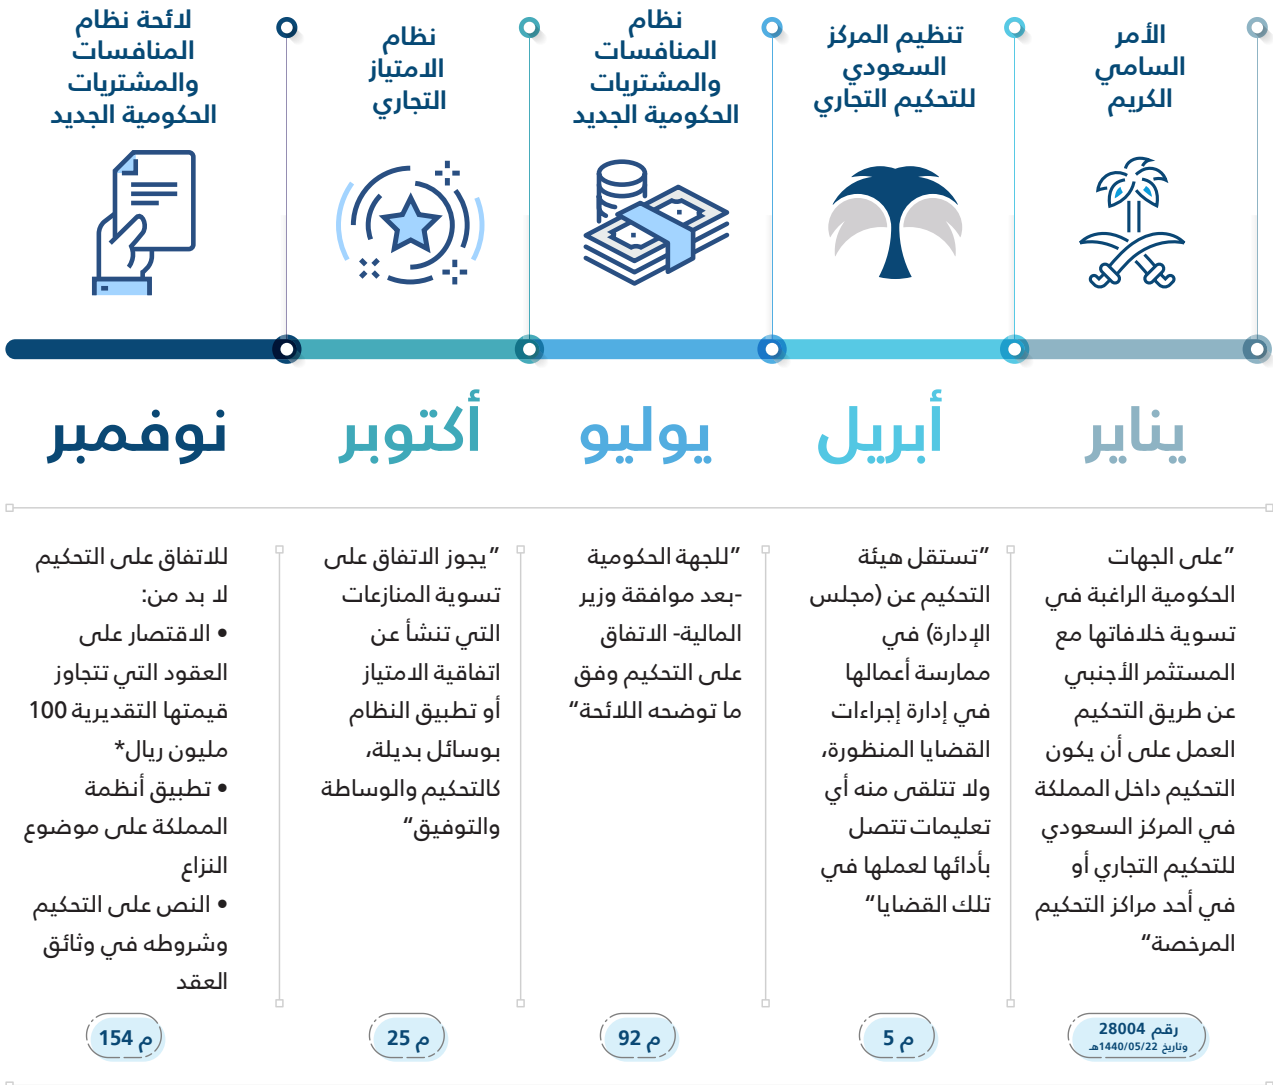 الأمر
السامي
الكريم
تنظيم المركز
السعودي
للتحكيم التجاري
نظام
المنافسات
والمشتريات
الحكومية الجديد
نظام
الامتياز
التجاري
لائحة نظام
المنافسات
والمشتريات
الحكومية الجديد
يناير
أبريل
يوليو
أكتوبر
نوفمبر
”على الجهات
الحكومية الراغبة في
تسوية خلافاتها مع
المستثمر الأجنبي
عن طريق التحكيم
العمل على أن يكون
التحكيم داخل المملكة
في المركز السعودي
للتحكيم التجاري أو
في أحد مراكز التحكيم
المرخصة“
رقم 28004
وتاريخ 1440/05/22هـ
”تستقل هيئة
التحكيم عن (مجلس
الإدارة) في
ممارسة أعمالها
في إدارة إجراءات
القضايا المنظورة،
ولا تتلقى منه أي
تعليمات تتصل
بأدائها لعملها في
تلك القضايا“
م 5
”للجهة الحكومية
-بعد موافقة وزير
المالية- الاتفاق
على التحكيم وفق
ما توضحه اللائحة“
م 92
”يجوز الاتفاق على
تسوية المنازعات
التي تنشأ عن
اتفاقية الامتياز
أو تطبيق النظام
بوسائل بديلة،
كالتحكيم والوساطة
والتوفيق“
م 25
للاتفاق على التحكيم
لا بد من:
• الاقتصار على
العقود التي تتجاوز
قيمتها التقديرية 100
مليون ريال*
• تطبيق أنظمة
المملكة على موضوع
النزاع
• النص على التحكيم
وشروطه في وثائق
العقد
م 154